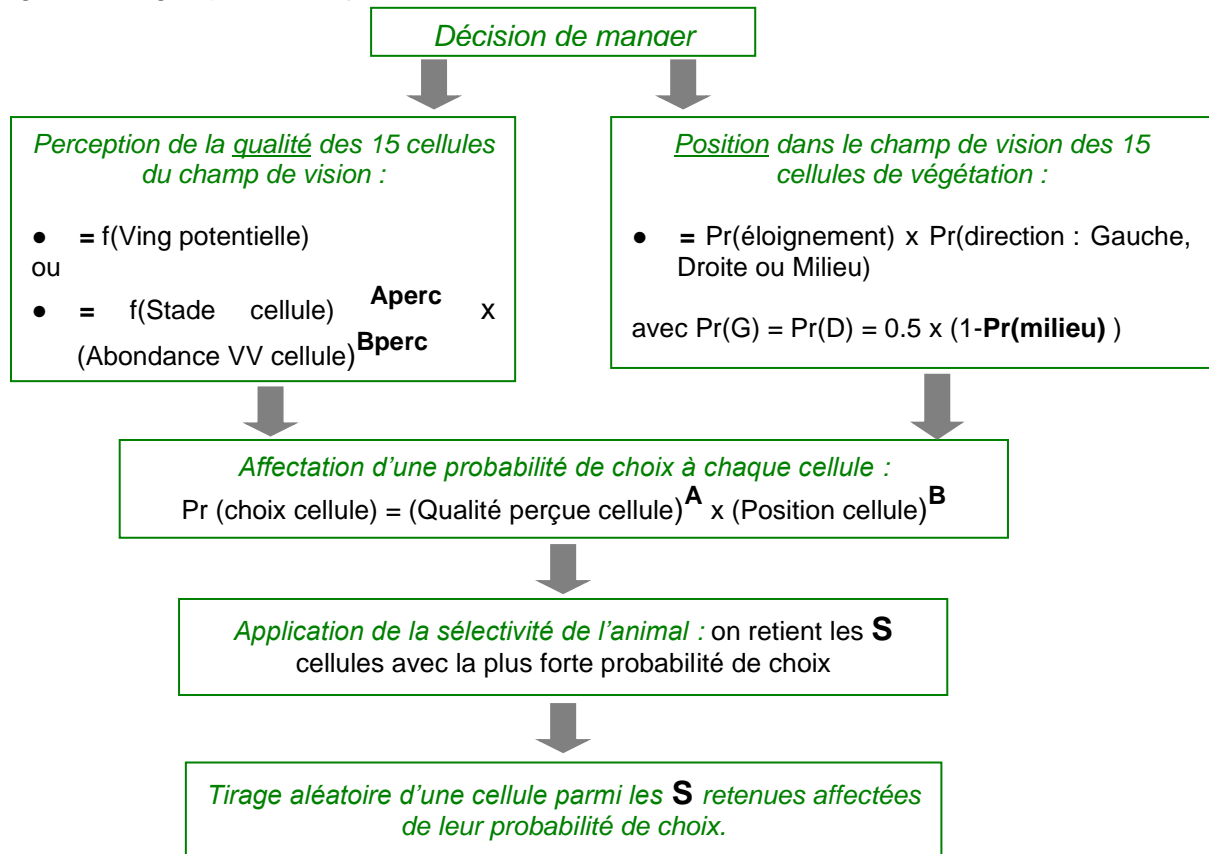 Décision de manger
Perception de la qualité des 15 cellules
du champ de vision :
● = f(Ving potentielle)
ou
● = f(Stade cellule) Aperc x
(Abondance VV cellule)Bperc
Position dans le champ de vision des 15
cellules de végétation :
● = Pr(éloignement) x Pr(direction : Gauche,
Droite ou Milieu)
avec Pr(G) = Pr(D) = 0.5 x (1-Pr(milieu) )
Affectation d’une probabilité de choix à chaque cellule :
Pr (choix cellule) = (Qualité perçue cellule)A x (Position cellule)B
Application de la sélectivité de l’animal : on retient les S
cellules avec la plus forte probabilité de choix
Tirage aléatoire d’une cellule parmi les S retenues affectées
de leur probabilité de choix.